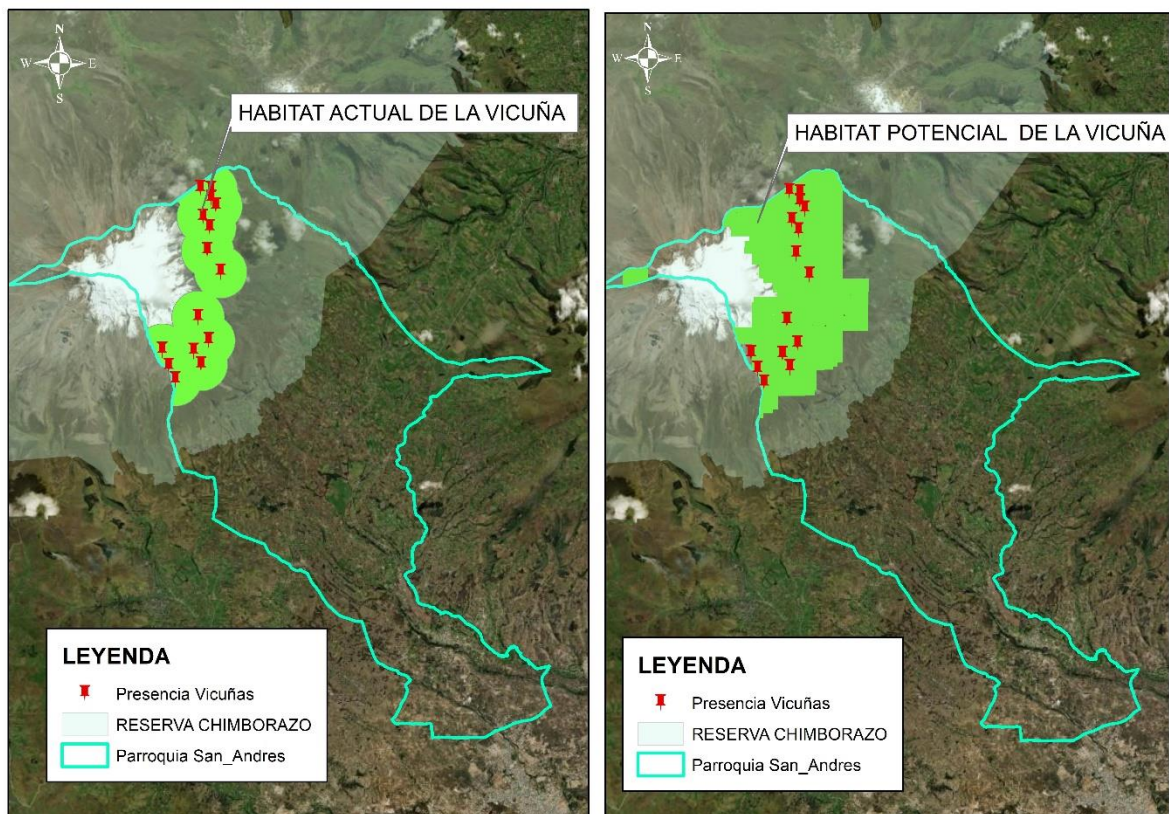 N
W E
S
HABITAT ACTUAL DE LA VICUÑA
LEYENDA
Presencia Vicuñas
RESERVA CHIMBORAZO
Parroquia San_Andres
N
W E
S
HABITAT POTENCIAL DE LA VICUÑA
LEYENDA
Presencia Vicuñas
RESERVA CHIMBORAZO
Parroquia San_Andres